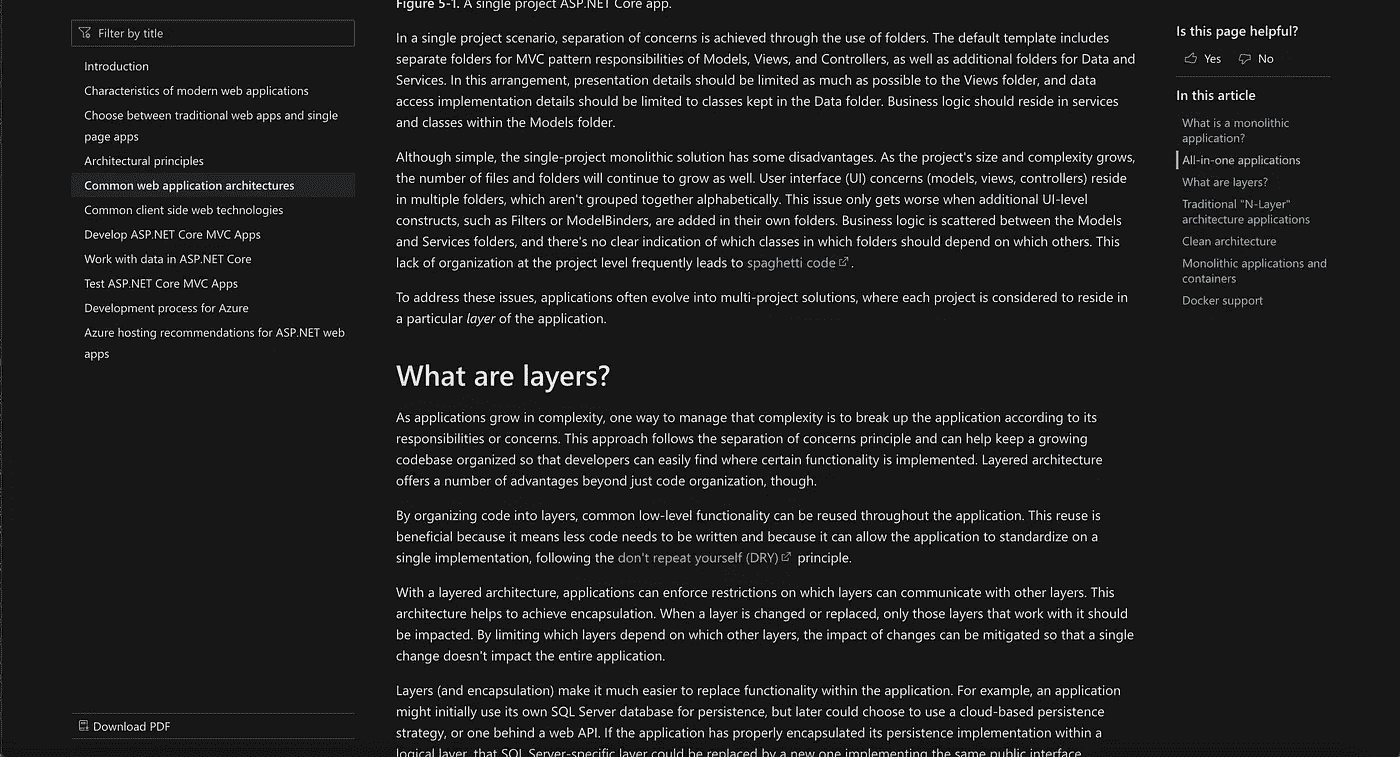 Filter by title
Introduction
Characteristics of modern web applications
Choose between traditional web apps and single
page apps
Architectural principles
Common web application architectures
Common client side web technologies
Develop ASP.NET Core MVC Apps
Work with data in ASP.NET Core
Test ASP.NET Core MVC Apps
Development process for Azure
Azure hosting recommendations for ASP.NET web
apps
Download PDF
Figure 5-1. A single project ASP.NET Core app.
In a single project scenario, separation of concerns is achieved through the use of folders. The default template includes
separate folders for MVC pattern responsibilities of Models, Views, and Controllers, as well as additional folders for Data and
Services. In this arrangement, presentation details should be limited as much as possible to the Views folder, and data
access implementation details should be limited to classes kept in the Data folder. Business logic should reside in services
and classes within the Models folder.
Although simple, the single-project monolithic solution has some disadvantages. As the project's size and complexity grows,
the number of files and folders will continue to grow as well. User interface (UI) concerns (models, views, controllers) reside
in multiple folders, which aren't grouped together alphabetically. This issue only gets worse when additional UI-level
constructs, such as Filters or ModelBinders, are added in their own folders. Business logic is scattered between the Models
and Services folders, and there's no clear indication of which classes in which folders should depend on which others. This
lack of organization at the project level frequently leads to spaghetti code.
To address these issues, applications often evolve into multi-project solutions, where each project is considered to reside in
a particular layer of the application.
What are layers?
As applications grow in complexity, one way to manage that complexity is to break up the application according to its
responsibilities or concerns. This approach follows the separation of concerns principle and can help keep a growing
codebase organized so that developers can easily find where certain functionality is implemented. Layered architecture
offers a number of advantages beyond just code organization, though.
By organizing code into layers, common low-level functionality can be reused throughout the application. This reuse is
beneficial because it means less code needs to be written and because it can allow the application to standardize on a
single implementation, following the don't repeat yourself (DRY) principle.
With a layered architecture, applications can enforce restrictions on which layers can communicate with other layers. This
architecture helps to achieve encapsulation. When a layer is changed or replaced, only those layers that work with it should
be impacted. By limiting which layers depend on which other layers, the impact of changes can be mitigated so that a single
change doesn't impact the entire application.
Layers (and encapsulation) make it much easier to replace functionality within the application. For example, an application
might initially use its own SQL Server database for persistence, but later could choose to use a cloud-based persistence
strategy, or one behind a web API. If the application has properly encapsulated its persistence implementation within a
logical layer, that SQL Server-specific layer could be replaced by a new one implementing the same public interface.
Is this page helpful?
Yes No
In this article
What is a monolithic
application?
All-in-one applications
What are layers?
Traditional "N-Layer"
architecture applications
Clean architecture
Monolithic applications and
containers
Docker support